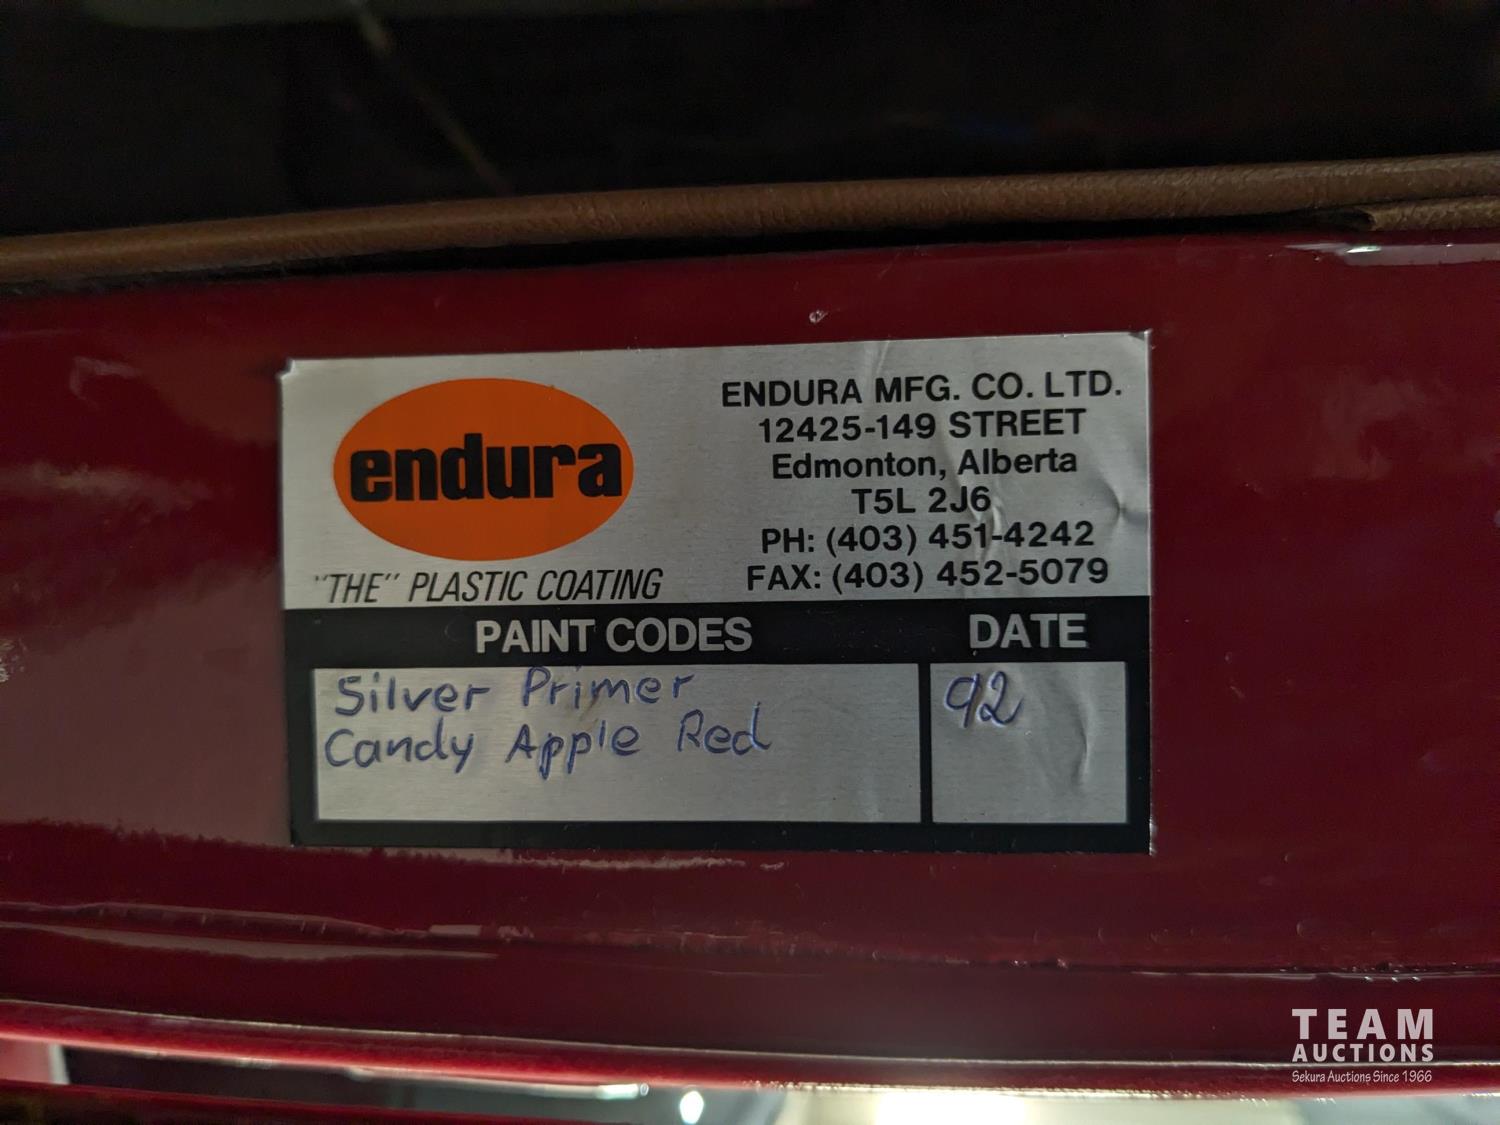 endura
"THE" PLASTIC COATING
ENDURA MFG. CO. LTD.
12425-149 STREET
Edmonton, Alberta
T5L 2J6
PH: (403) 451-4242
FAX: (403) 452-5079
PAINT CODES
DATE
Silver Primer
Candy Apple Red
92
TEAM
AUCTIONS
Sekura Auctions Since 1966